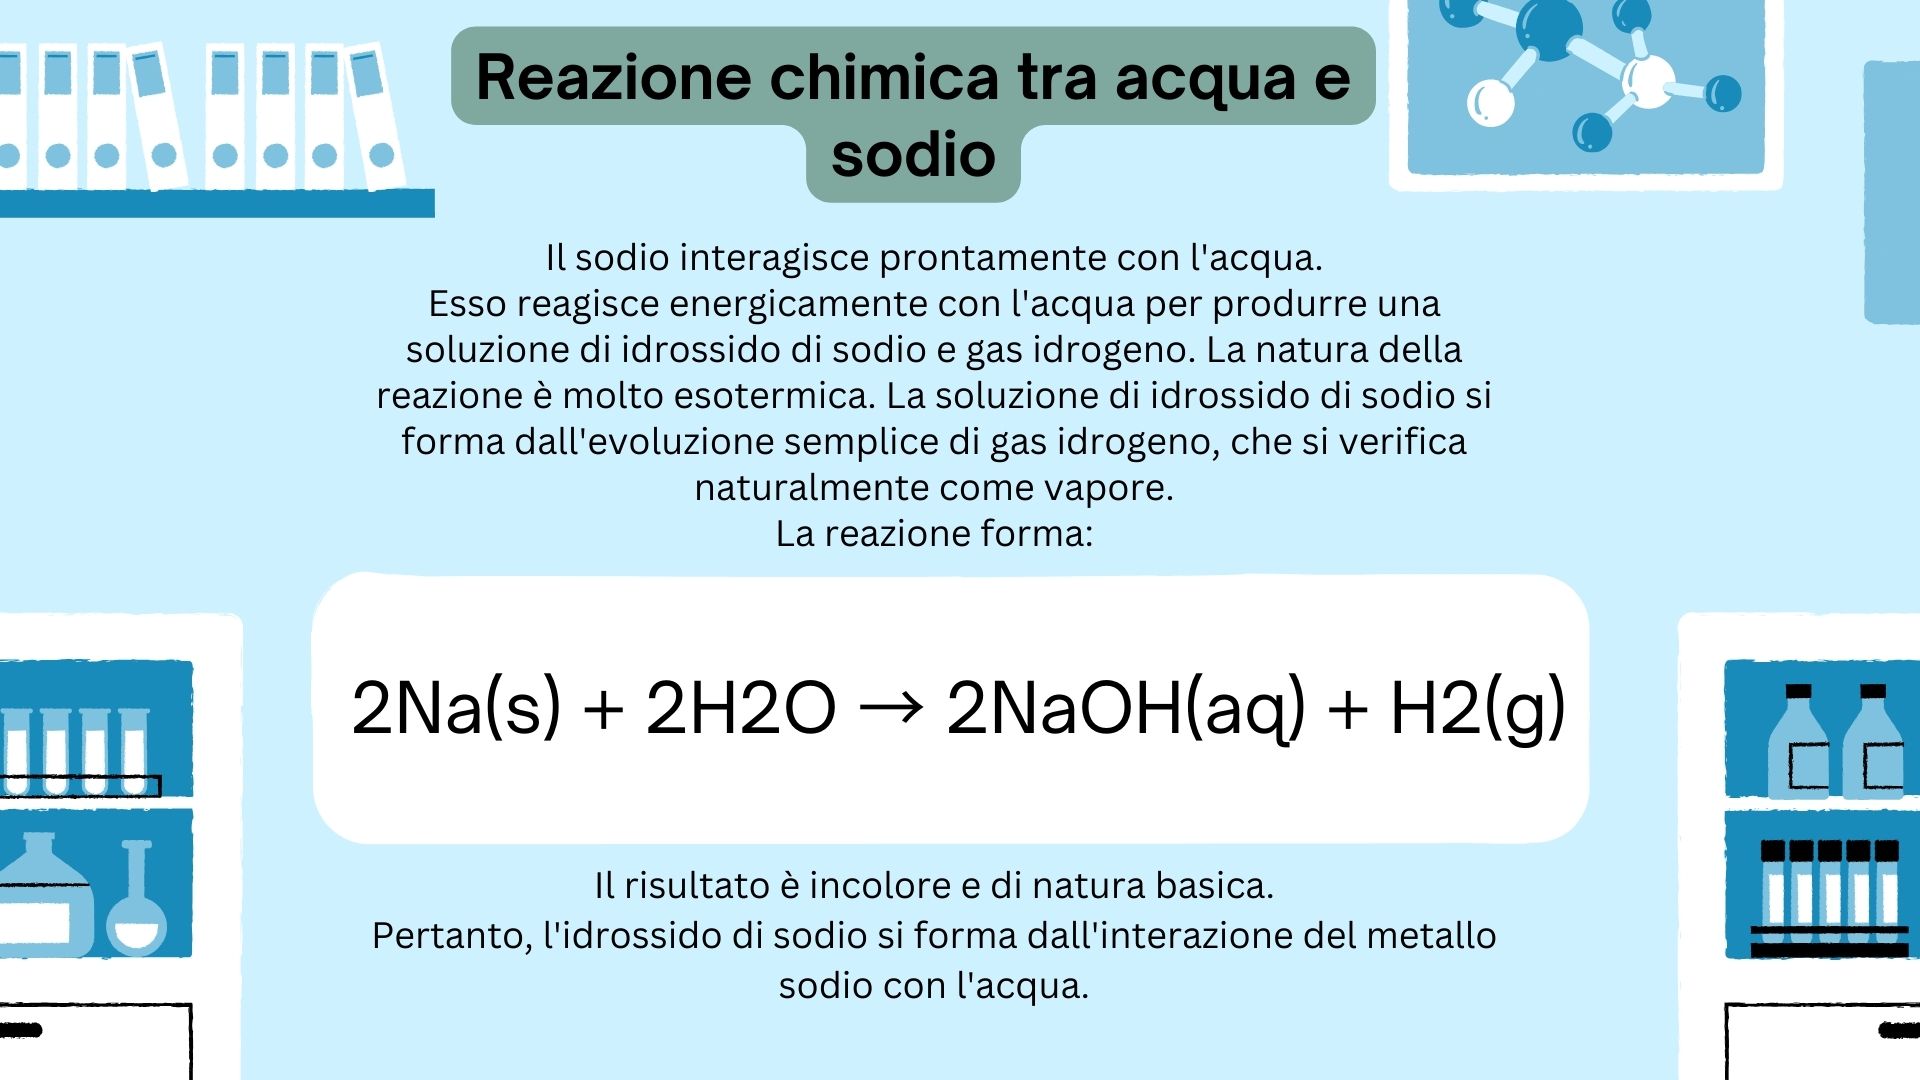 Reazione chimica tra acqua e
sodio
Il sodio interagisce prontamente con l'acqua.
Esso reagisce energicamente con l'acqua per produrre una
soluzione di idrossido di sodio e gas idrogeno. La natura della
reazione è molto esotermica. La soluzione di idrossido di sodio si
forma dall'evoluzione semplice di gas idrogeno, che si verifica
naturalmente come vapore.
La reazione forma:
2Na(s) + 2H2O → 2NaOH(aq) + H2(g)
Il risultato è incolore e di natura basica.
Pertanto, l'idrossido di sodio si forma dall'interazione del metallo
sodio con l'acqua.